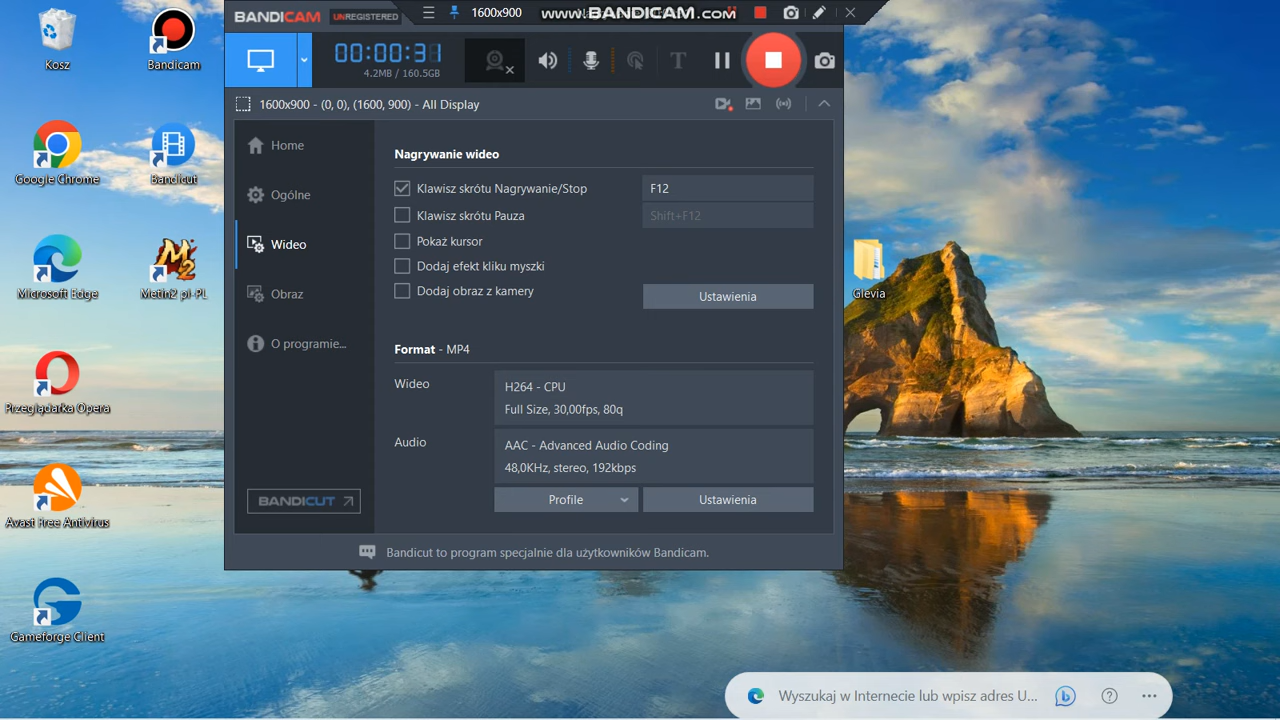 BANDICAM UNREGISTERED
1600x900
www.BANDICAM.com
00:00:31
4.2MB / 160.5GB
T
1600x900 - (0, 0), (1600, 900) - All Display
Home
Ogólne
Wideo
Obraz
O programie...
BANDICUT
Nagrywanie wideo
Klawisz skrótu Nagrywanie/Stop F12
Klawisz skrótu Pauza Shift+F12
Pokaż kursor
Dodaj efekt kliku myszki
Dodaj obraz z kamery
Ustawienia
Format - MP4
Wideo
H264 - CPU
Full Size, 30,00fps, 80q
Audio
AAC - Advanced Audio Coding
48,0KHz, stereo, 192kbps
Profile
Ustawienia
Bandicut to program specjalnie dla użytkowników Bandicam.
Kosz
Bandicam
Google Chrome
Bandicut
Microsoft Edge
Metin2 pl-PL
Przeglądarka Opera
Avast Free Antivirus
Gameforge Client
Glevia
Wyszukaj w Internecie lub wpisz adres U...